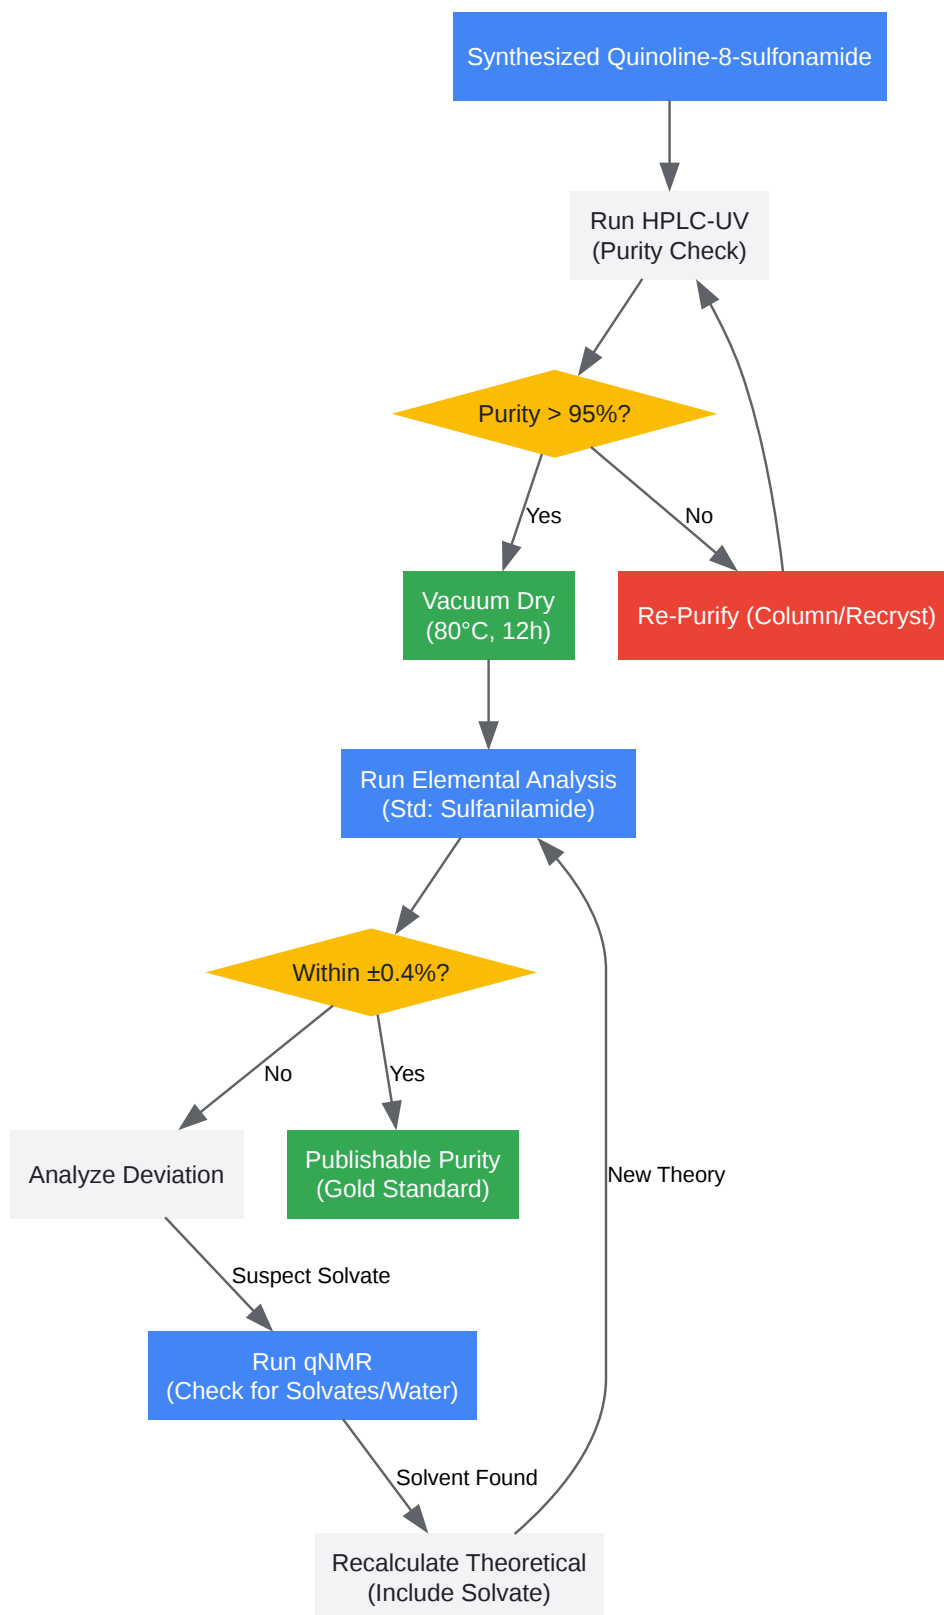 Synthesized Quinoline-8-sulfonamide
Run HPLC-UV
(Purity Check)
Purity > 95%?
Yes
No
Vacuum Dry
(80°C, 12h)
Re-Purify (Column/Recryst)
Run Elemental Analysis
(Std: Sulfanilamide)
Within ±0.4%?
No
Yes
Analyze Deviation
Publishable Purity
(Gold Standard)
New Theory
Suspect Solvate
Run qNMR
(Check for Solvates/Water)
Solvent Found
Recalculate Theoretical
(Include Solvate)